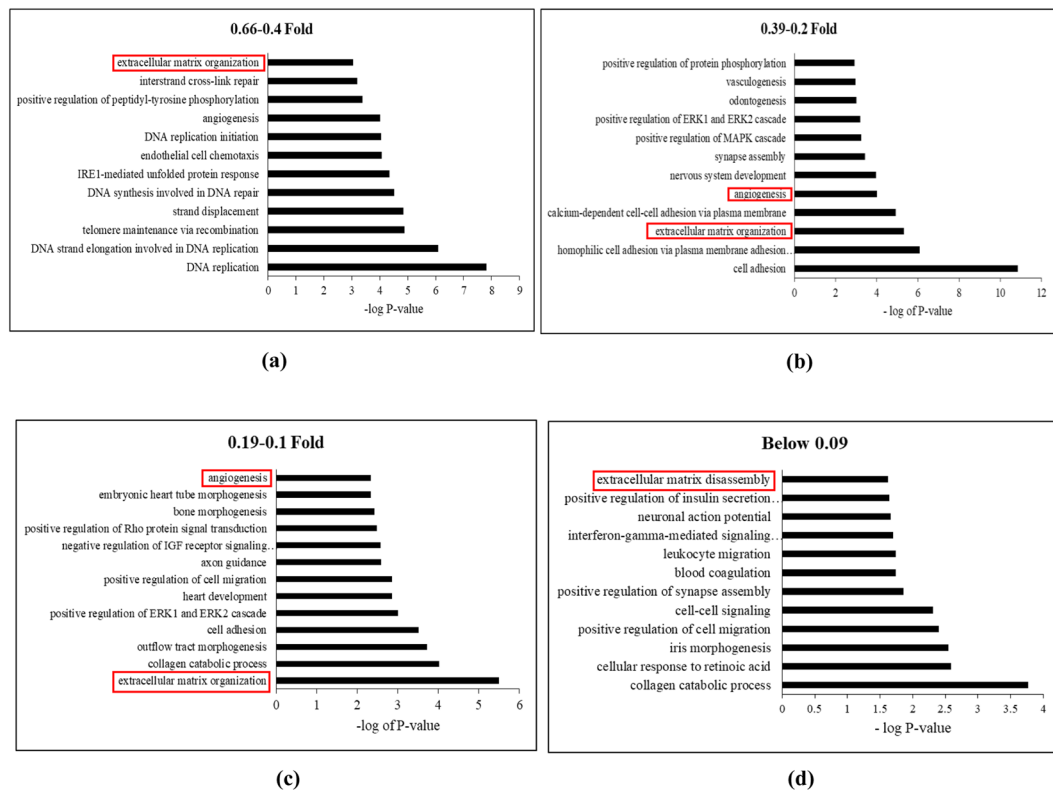 0.66-0.4 Fold
extracellular matrix organization
interstrand cross-link repair
positive regulation of peptidyl-tyrosine phosphorylation
angiogenesis
DNA replication initiation
endothelial cell chemotaxis
IRE1-mediated unfolded protein response
DNA synthesis involved in DNA repair
strand displacement
telomere maintenance via recombination
DNA strand elongation involved in DNA replication
DNA replication
0 1 2 3 4 5 6 7 8 9
-log P-value
(a)
0.39-0.2 Fold
positive regulation of protein phosphorylation
vasculogenesis
odontogenesis
positive regulation of ERK1 and ERK2 cascade
positive regulation of MAPK cascade
synapse assembly
nervous system development
angiogenesis
calcium-dependent cell-cell adhesion via plasma membrane
extracellular matrix organization
homophilic cell adhesion via plasma membrane adhesion…
cell adhesion
0 2 4 6 8 10 12
- log of P-value
(b)
0.19-0.1 Fold
angiogenesis
embryonic heart tube morphogenesis
bone morphogenesis
positive regulation of Rho protein signal transduction
negative regulation of IGF receptor signaling…
axon guidance
positive regulation of cell migration
heart development
positive regulation of ERK1 and ERK2 cascade
cell adhesion
outflow tract morphogenesis
collagen catabolic process
extracellular matrix organization
0 1 2 3 4 5 6
-log of P-value
(c)
Below 0.09
extracellular matrix disassembly
positive regulation of insulin secretion…
neuronal action potential
interferon-gamma-mediated signaling…
leukocyte migration
blood coagulation
positive regulation of synapse assembly
cell-cell signaling
positive regulation of cell migration
iris morphogenesis
cellular response to retinoic acid
collagen catabolic process
0 0.5 1 1.5 2 2.5 3 3.5 4
- log P-value
(d)